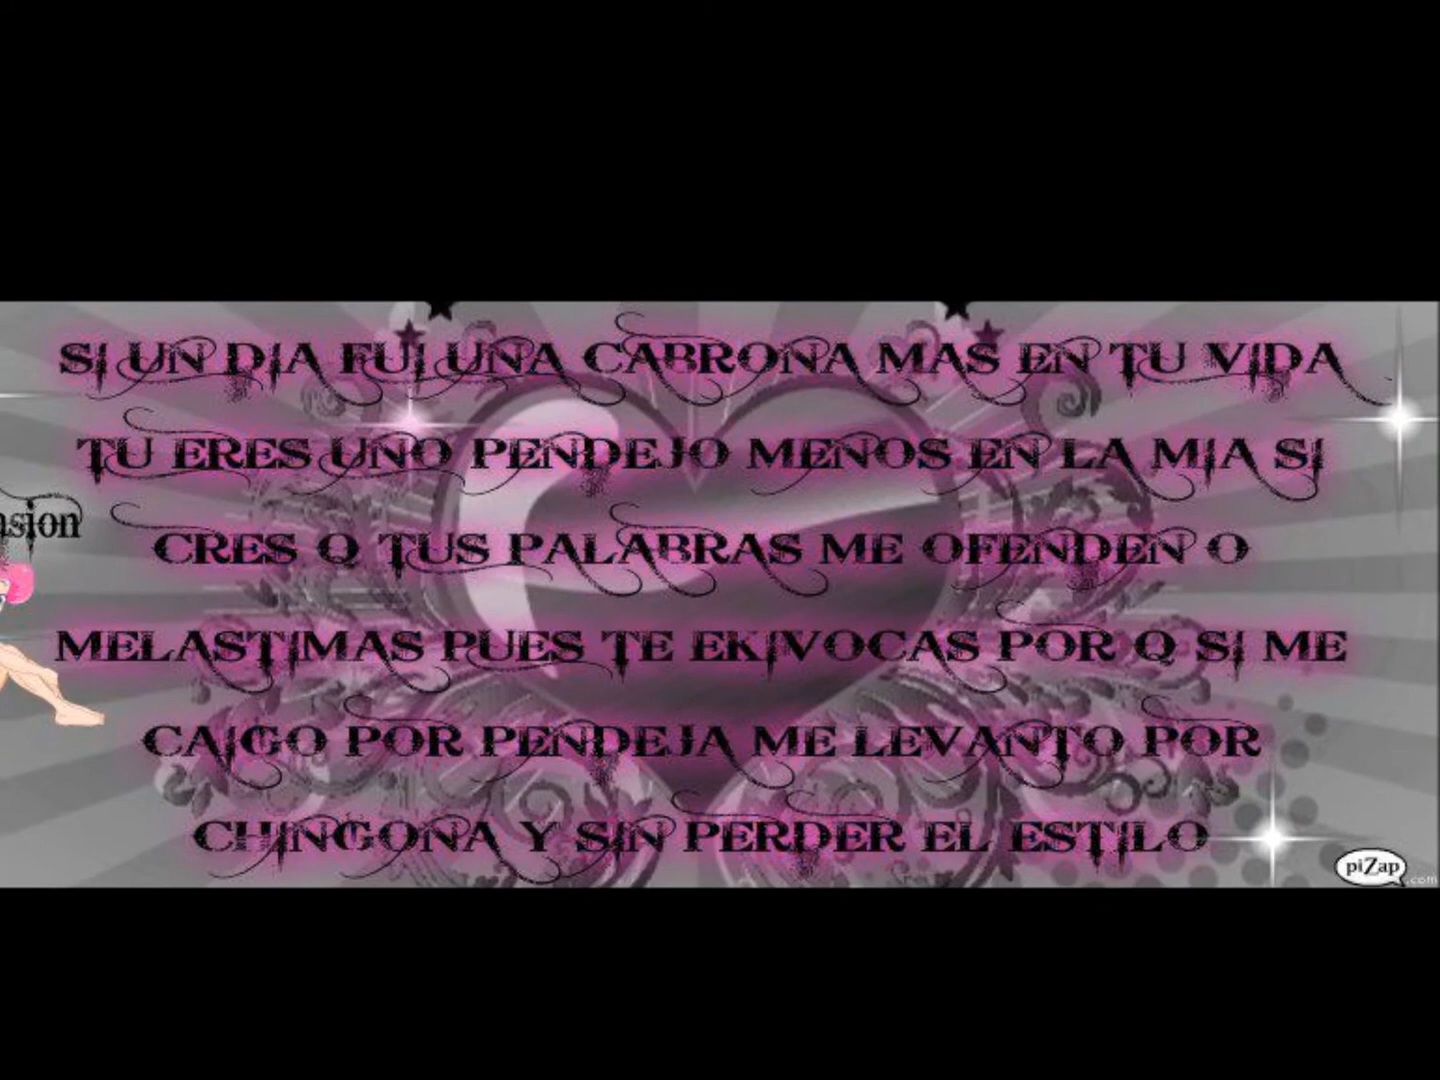 SI UN DIA FUI UNA CABRONA MAS EN TU VIDA
TU ERES UNO PENDEJO MENOS EN LA MIA SI
CRES Q TUS PALABRAS ME OFENDEN O
MELASTIMAS PUES TE EKIVOCAS POR Q SI ME
CAIGO POR PENDEJA ME LEVANTO POR
CHINGONA Y SIN PERDER EL ESTILO
piZap
.com